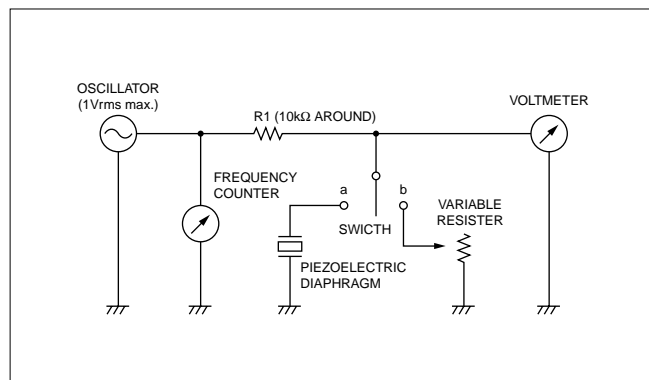 OSCILLATOR
(1Vrms max.)
R1 (10kΩ AROUND)
VOLTMETER
FREQUENCY
COUNTER
a
b
SWICTH
VARIABLE
RESISTER
PIEZOELECTRIC
DIAPHRAGM